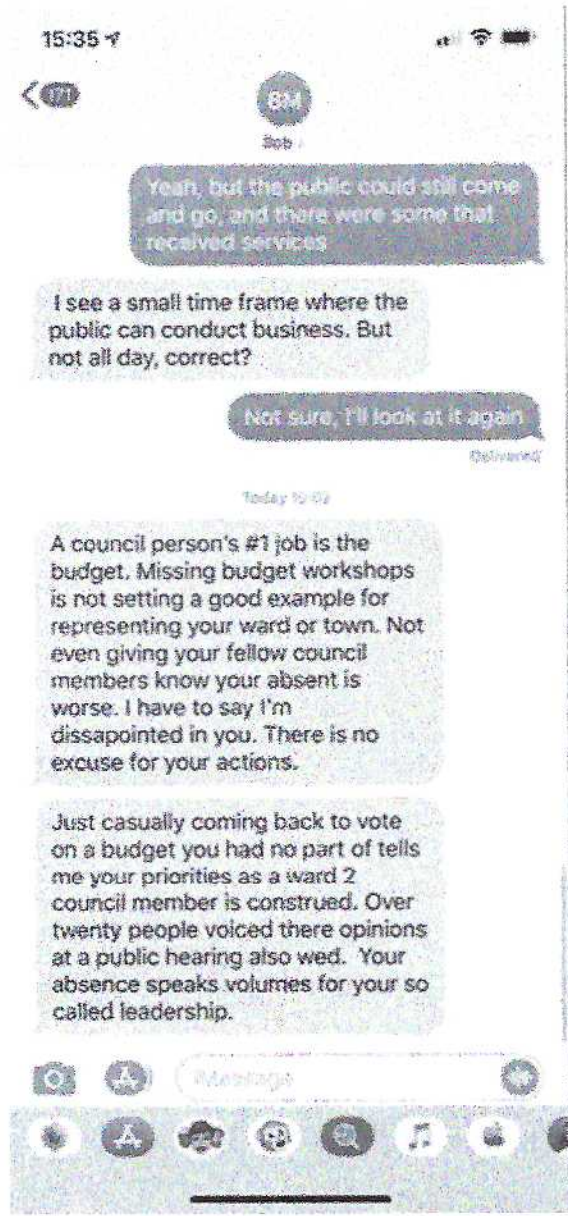 15:35
171
BM
Bob
Yeah, but the public could still come
and go, and there were some that
received services
I see a small time frame where the
public can conduct business. But
not all day, correct?
Not sure, I'll look at it again
Delivered
Today
A council person's #1 job is the
budget. Missing budget workshops
is not setting a good example for
representing your ward or town. Not
even giving your fellow council
members know your absent is
worse. I have to say I'm
dissapointed in you. There is no
excuse for your actions.
Just casually coming back to vote
on a budget you had no part of tells
me your priorities as a ward 2
council member is construed. Over
twenty people voiced there opinions
at a public hearing also wed.  Your
absence speaks volumes for your so
called leadership.
iMessage